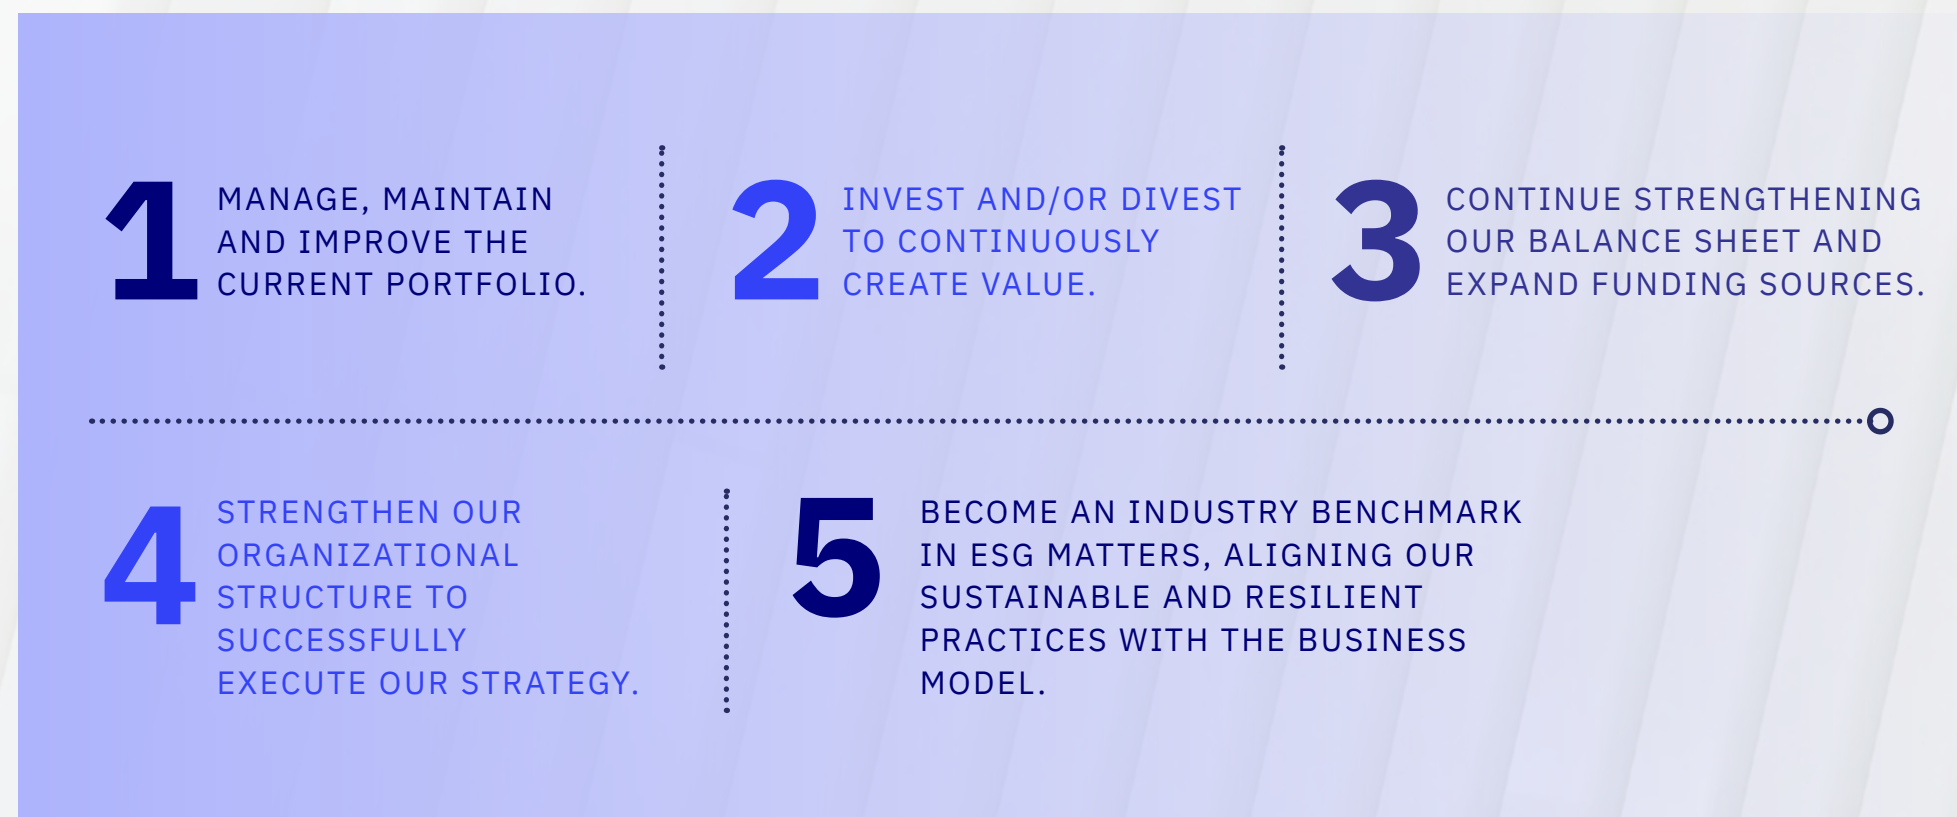 1
MANAGE, MAINTAIN
AND IMPROVE THE
CURRENT PORTFOLIO.
2
INVEST AND/OR DIVEST
TO CONTINUOUSLY
CREATE VALUE.
3
CONTINUE STRENGTHENING
OUR BALANCE SHEET AND
EXPAND FUNDING SOURCES.
4
STRENGTHEN OUR
ORGANIZATIONAL
STRUCTURE TO
SUCCESSFULLY
EXECUTE OUR STRATEGY.
5
BECOME AN INDUSTRY BENCHMARK
IN ESG MATTERS, ALIGNING OUR
SUSTAINABLE AND RESILIENT
PRACTICES WITH THE BUSINESS
MODEL.